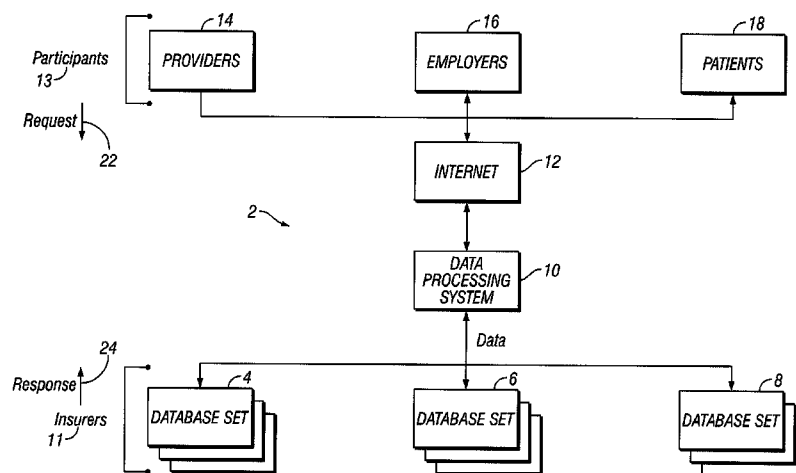 14
16
18
Participants
13
PROVIDERS
EMPLOYERS
PATIENTS
Request
22
INTERNET
12
2
DATA
PROCESSING
SYSTEM
10
Data
24
Response
Insurers
11
4
6
8
DATABASE SET
DATABASE SET
DATABASE SET